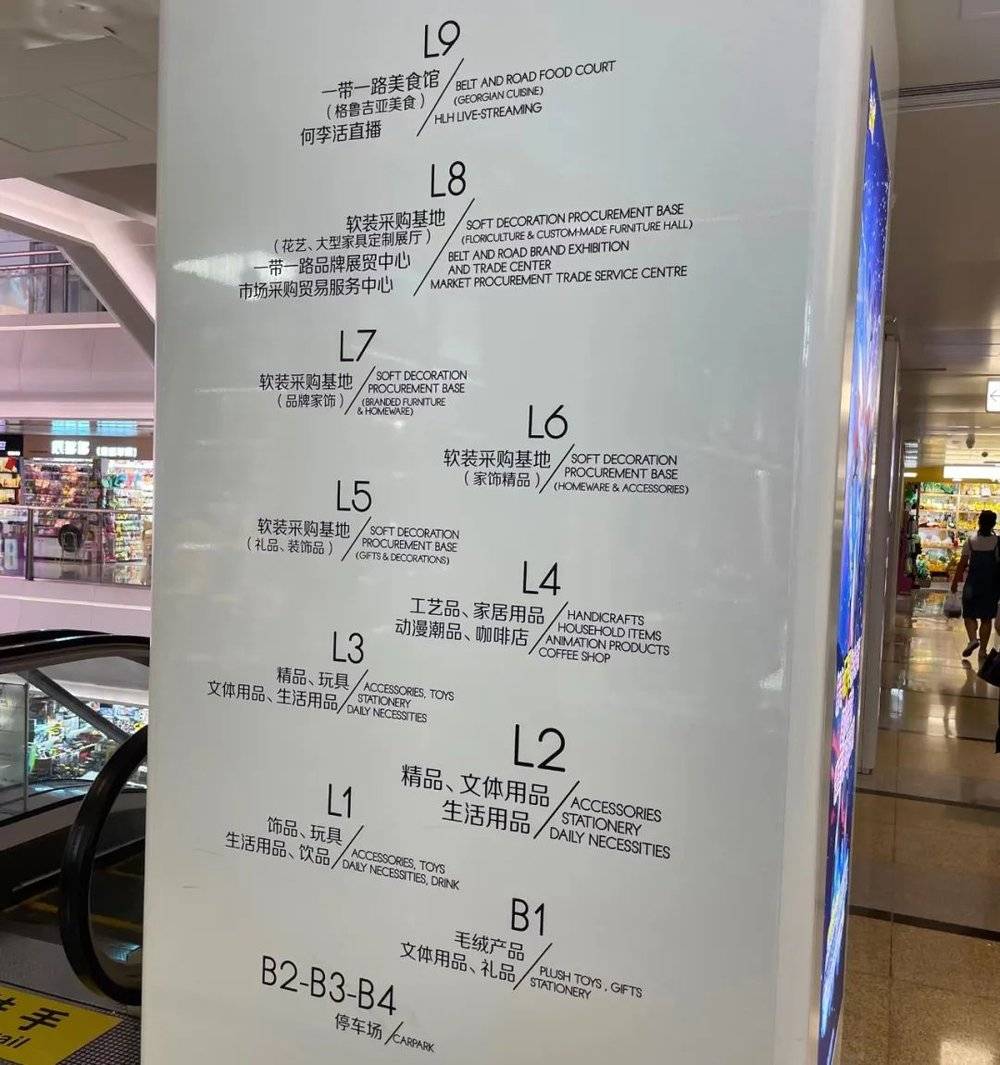 L9
一带一路美食馆
(格鲁吉亚美食)
何李活直播
BELT AND ROAD FOOD COURT
(GEORGIAN CUISINE)
HLH LIVE-STREAMING
L8
软装采购基地
(花艺、大型家具定制展厅)
一带一路品牌展贸中心
市场采购贸易服务中心
SOFT DECORATION PROCUREMENT BASE
(FLORICULTURE & CUSTOM-MADE FURNITURE HALL)
BELT AND ROAD BRAND EXHIBITION
AND TRADE CENTER
MARKET PROCUREMENT TRADE SERVICE CENTRE
L7
软装采购基地
(品牌家饰)
SOFT DECORATION
PROCUREMENT BASE
(BRANDED FURNITURE
& HOMEWARE)
L6
软装采购基地
(家饰精品)
SOFT DECORATION
PROCUREMENT BASE
(HOMEWARE & ACCESSORIES)
L5
软装采购基地
(礼品、装饰品)
SOFT DECORATION
PROCUREMENT BASE
(GIFTS & DECORATIONS)
L4
工艺品、家居用品
动漫潮品、咖啡店
HANDICRAFTS
HOUSEHOLD ITEMS
ANIMATION PRODUCTS
COFFEE SHOP
L3
精品、玩具
文体用品、生活用品
ACCESSORIES, TOYS
STATIONERY
DAILY NECESSITIES
L2
精品、文体用品
生活用品
ACCESSORIES
STATIONERY
DAILY NECESSITIES
L1
饰品、玩具
生活用品、饮品
ACCESSORIES, TOYS
DAILY NECESSITIES, DRINK
B1
毛绒产品
文体用品、礼品
PLUSH TOYS , GIFTS
STATIONERY
B2-B3-B4
停车场
CARPARK
手